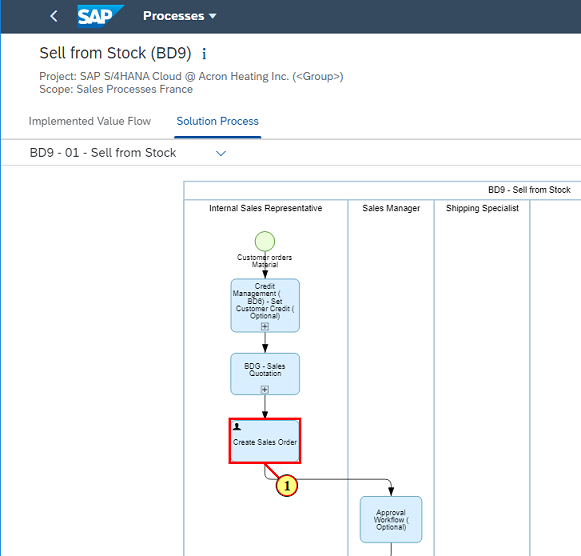 SAP Processes
Sell from Stock (BD9) i
Project: SAP S/4HANA Cloud @ Acron Heating Inc. (<Group>)
Scope: Sales Processes France
Implemented Value Flow Solution Process
BD9 - 01 - Sell from Stock
BD9 - Sell from Stock
Internal Sales Representative Sales Manager Shipping Specialist
Customer orders
Material
Credit
Management (
BD6) - Set
Customer Credit (
Optional)
BDG - Sales
Quotation
Create Sales Order
1
Approval
Workflow (
Optional)